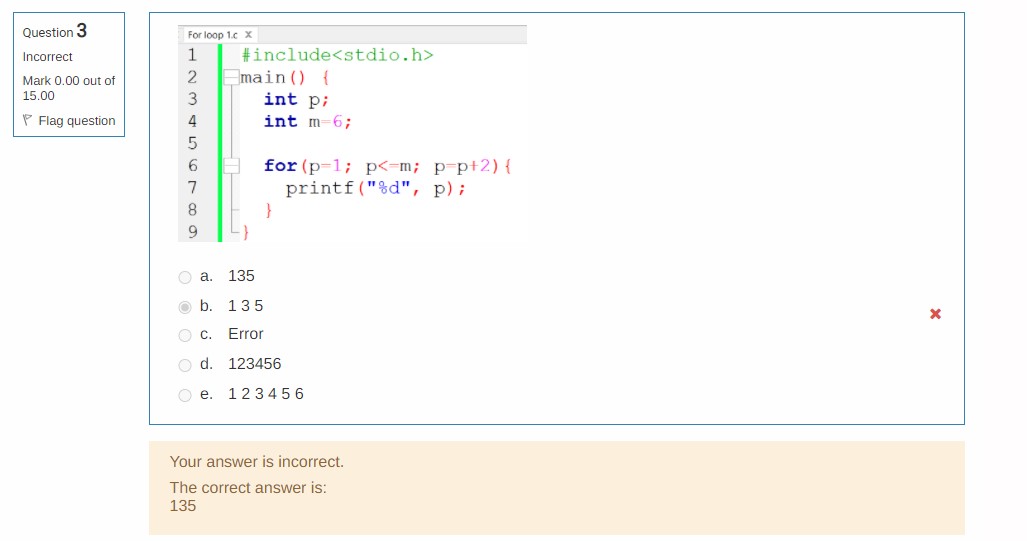 Question 3
Incorrect
Mark 0.00 out of
15.00
Flag question
For loop 1.c X
1 #include<stdio.h>
2 main() {
3 int p;
4 int m=6;
5
6 for(p=1; p<=m; p=p+2){
7 printf("%d", p);
8 }
9 }
a. 135
b. 1 3 5
c. Error
d. 123456
e. 1 2 3 4 5 6
Your answer is incorrect.
The correct answer is:
135